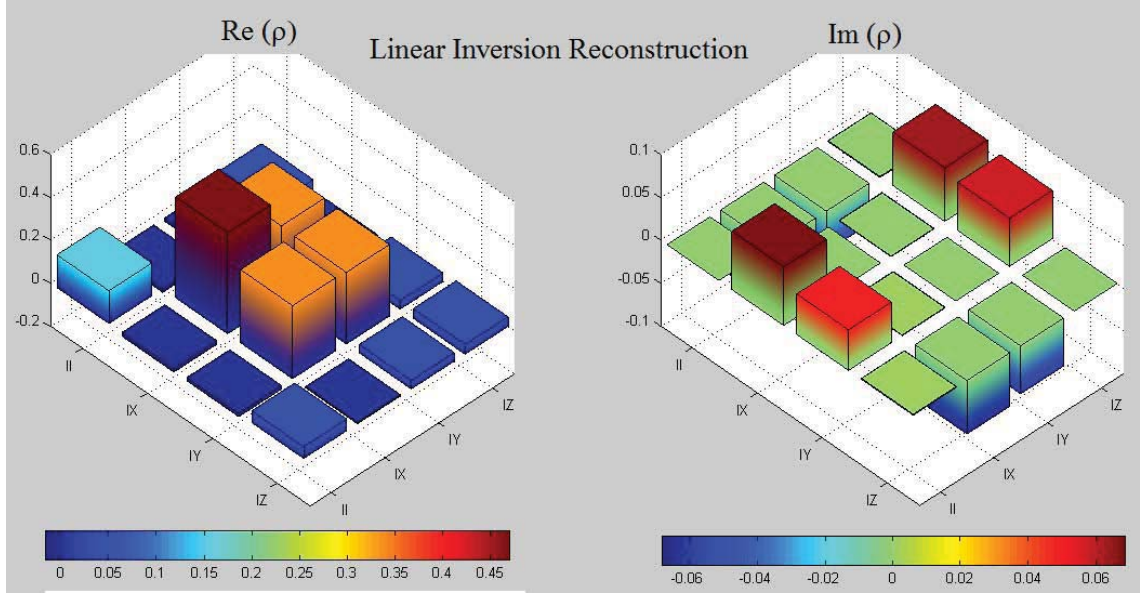 Re (ρ)
Im (ρ)
Linear Inversion Reconstruction
0.6
0.4
0.2
0
-0.2
II
IX
IY
IZ
II
IX
IY
IZ
0
0.05
0.1
0.15
0.2
0.25
0.3
0.35
0.4
0.45
0.1
0.05
0
-0.05
-0.1
II
IX
IY
IZ
II
IX
IY
IZ
-0.06
-0.04
-0.02
0
0.02
0.04
0.06